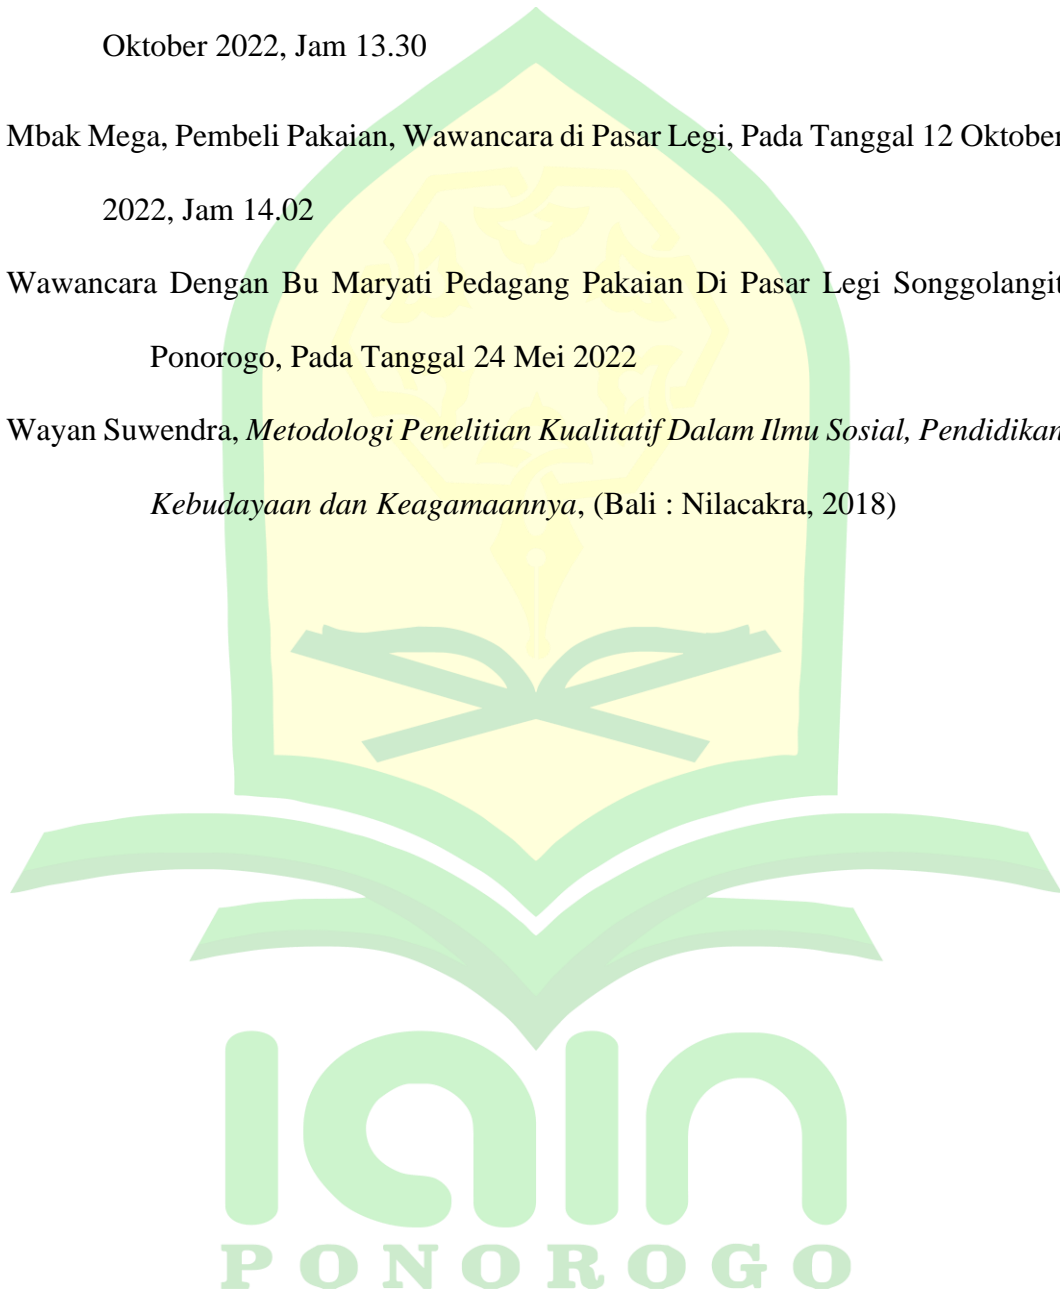 Oktober 2022, Jam 13.30
Mbak Mega, Pembeli Pakaian, Wawancara di Pasar Legi, Pada Tanggal 12 Oktober
2022, Jam 14.02
Wawancara Dengan Bu Maryati Pedagang Pakaian Di Pasar Legi Songgolangit
Ponorogo, Pada Tanggal 24 Mei 2022
Wayan Suwendra, Metodologi Penelitian Kualitatif Dalam Ilmu Sosial, Pendidikan
Kebudayaan dan Keagamaannya, (Bali : Nilacakra, 2018)
IAIN
PONOROGO